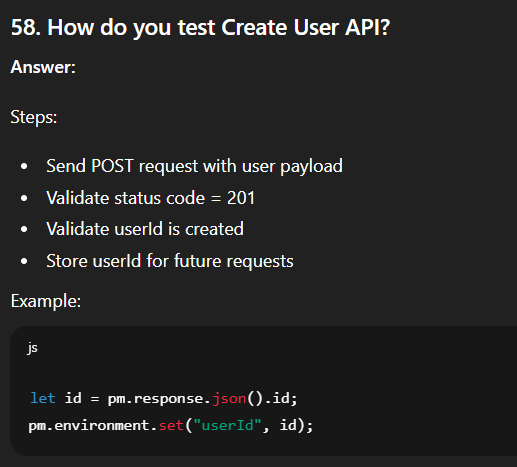 58. How do you test Create User API?
Answer:
Steps:
• Send POST request with user payload
• Validate status code = 201
• Validate userId is created
• Store userId for future requests
Example:
js
let id = pm.response.json().id;
pm.environment.set("userId", id);